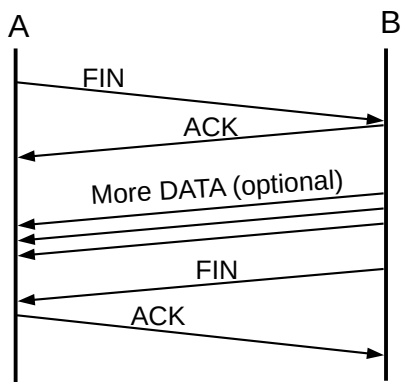 A
B
FIN
ACK
More DATA (optional)
FIN
ACK